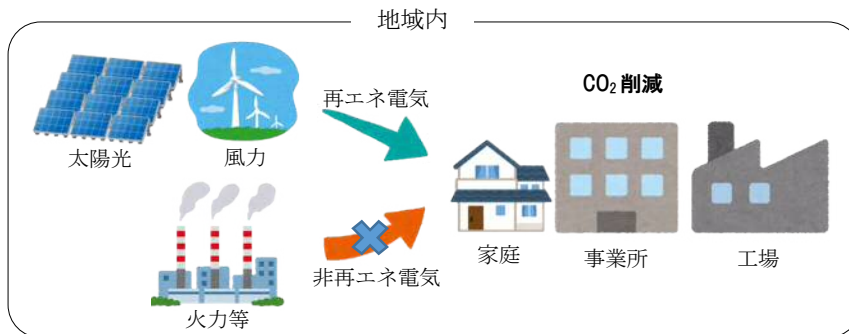 地域内
太陽光
風力
再エネ電気
CO₂削減
火力等
非再エネ電気
家庭
事業所
工場